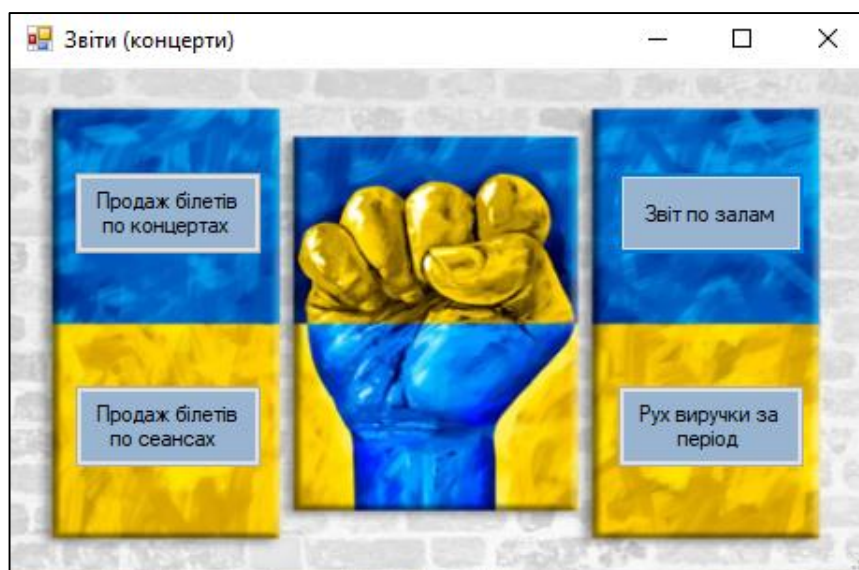 Звіти (концерти)
Продаж білетів
по концертах
Звіт по залам
Продаж білетів
по сеансах
Рух виручки за
період